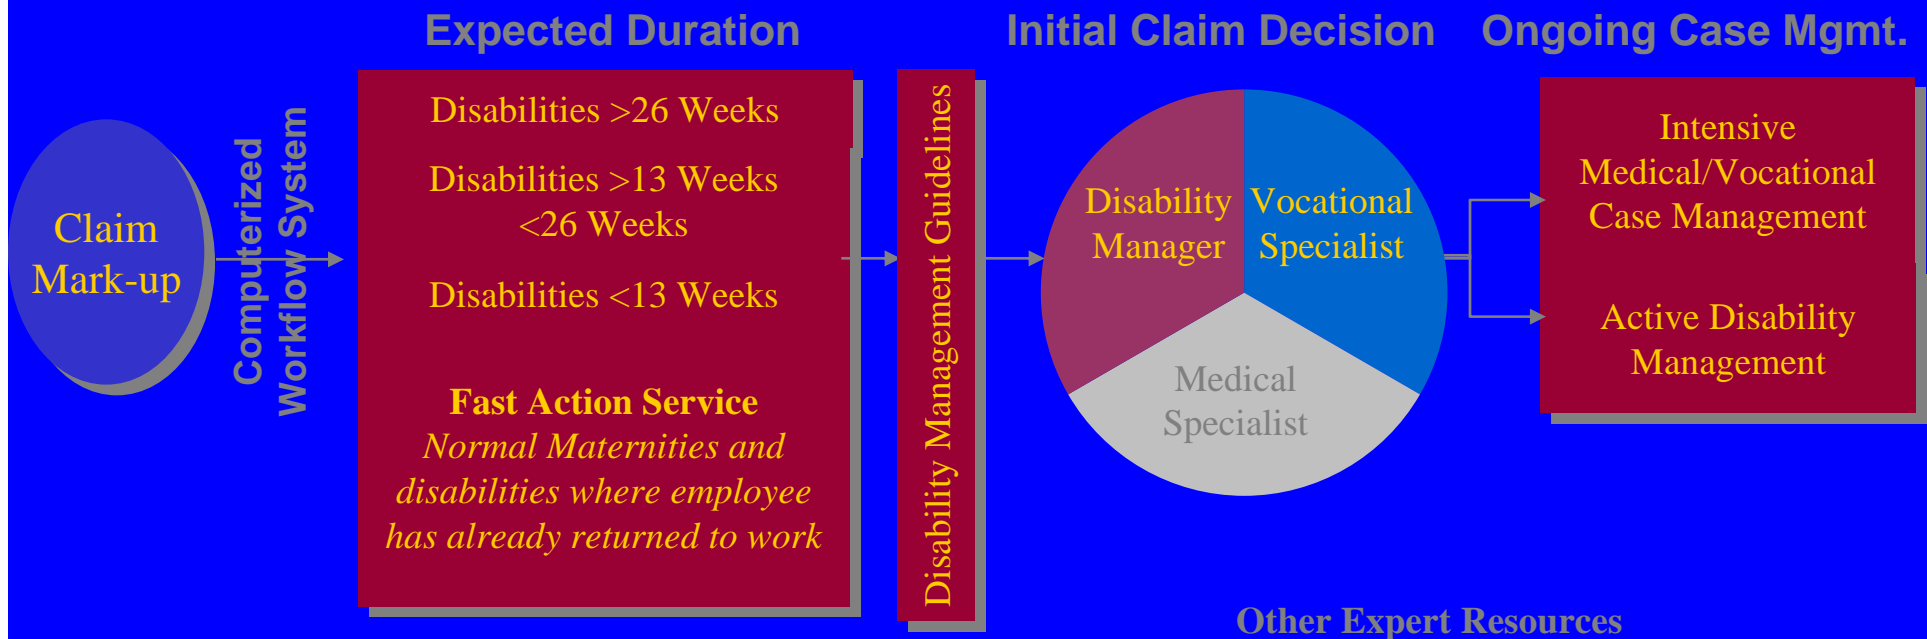 Expected Duration
Initial Claim Decision
Ongoing Case Mgmt.
Claim
Mark-up
Computerized
Workflow System
Disabilities >26 Weeks
Disabilities >13 Weeks
<26 Weeks
Disabilities <13 Weeks
Fast Action Service
Normal Maternities and
disabilities where employee
has already returned to work
Disability Management Guidelines
Disability
Manager
Vocational
Specialist
Medical
Specialist
Intensive
Medical/Vocational
Case Management
Active Disability
Management
Other Expert Resources